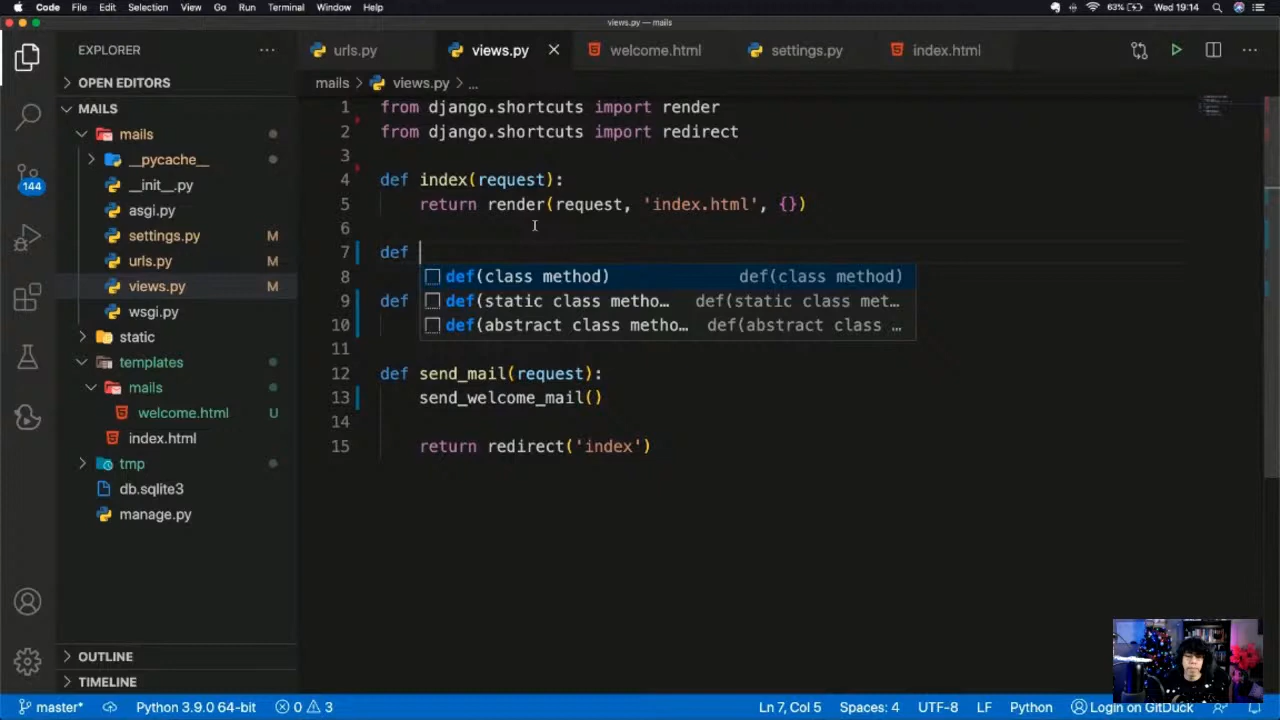 Code File Edit Selection View Go Run Terminal Window Help 63% Wed 19:14
views.py — mails
EXPLORER
urls.py views.py welcome.html settings.py index.html
OPEN EDITORS
mails > views.py > ...
MAILS
mails
__pycache__
__init__.py
144
asgi.py
settings.py M
urls.py
views.py M
wsgi.py
static
templates
mails
welcome.html U
index.html
tmp
db.sqlite3
manage.py
OUTLINE
TIMELINE
1 from django.shortcuts import render
2 from django.shortcuts import redirect
3
4 def index(request):
5 return render(request, 'index.html', {})
6
7 def
8 def(class method) def(class method)
9 def def(static class metho… def(static class met…
10 def(abstract class metho… def(abstract class …
11
12 def send_mail(request):
13 send_welcome_mail()
14
15 return redirect('index')
master* Python 3.9.0 64-bit 0 3 Ln 7, Col 5 Spaces: 4 UTF-8 LF Python Login on GitDuck